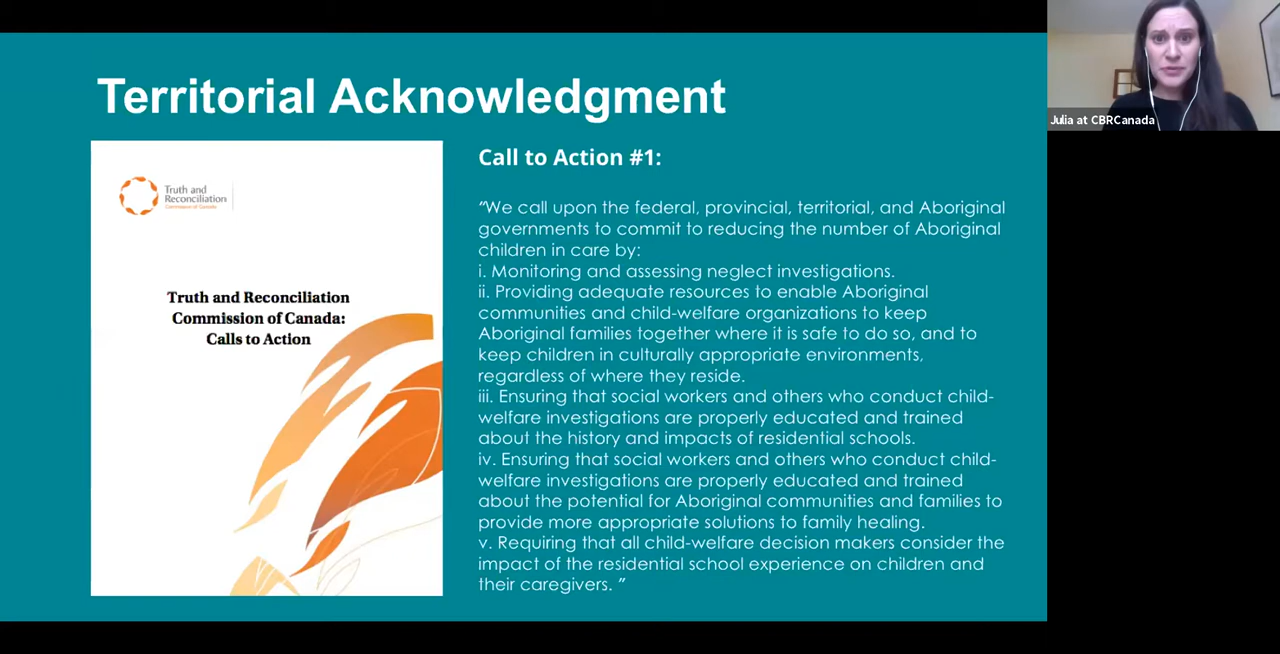 Territorial Acknowledgment
Truth and
Reconciliation
Commission of Canada
Truth and Reconciliation
Commission of Canada:
Calls to Action
Call to Action #1:
“We call upon the federal, provincial, territorial, and Aboriginal
governments to commit to reducing the number of Aboriginal
children in care by:
i. Monitoring and assessing neglect investigations.
ii. Providing adequate resources to enable Aboriginal
communities and child-welfare organizations to keep
Aboriginal families together where it is safe to do so, and to
keep children in culturally appropriate environments,
regardless of where they reside.
iii. Ensuring that social workers and others who conduct child-
welfare investigations are properly educated and trained
about the history and impacts of residential schools.
iv. Ensuring that social workers and others who conduct child-
welfare investigations are properly educated and trained
about the potential for Aboriginal communities and families to
provide more appropriate solutions to family healing.
v. Requiring that all child-welfare decision makers consider the
impact of the residential school experience on children and
their caregivers. ”
Julia at CBRCanada